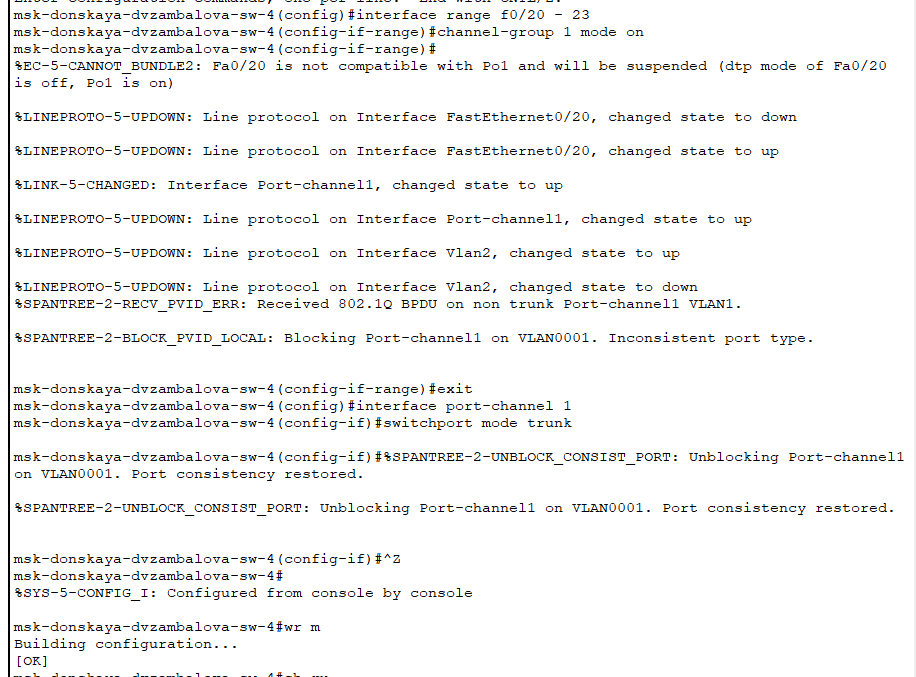 msk-donskaya-dvzambalova-sw-4(config)#interface range f0/20 - 23
msk-donskaya-dvzambalova-sw-4(config-if-range)#channel-group 1 mode on
msk-donskaya-dvzambalova-sw-4(config-if-range)#
%EC-5-CANNOT_BUNDLE2: Fa0/20 is not compatible with Po1 and will be suspended (dtp mode of Fa0/20
is off, Po1 is on)
%LINEPROTO-5-UPDOWN: Line protocol on Interface FastEthernet0/20, changed state to down
%LINEPROTO-5-UPDOWN: Line protocol on Interface FastEthernet0/20, changed state to up
%LINK-5-CHANGED: Interface Port-channel1, changed state to up
%LINEPROTO-5-UPDOWN: Line protocol on Interface Port-channel1, changed state to up
%LINEPROTO-5-UPDOWN: Line protocol on Interface Vlan2, changed state to up
%LINEPROTO-5-UPDOWN: Line protocol on Interface Vlan2, changed state to down
%SPANTREE-2-RECV_PVID_ERR: Received 802.1Q BPDU on non trunk Port-channel1 VLAN1.
%SPANTREE-2-BLOCK_PVID_LOCAL: Blocking Port-channel1 on VLAN0001. Inconsistent port type.
msk-donskaya-dvzambalova-sw-4(config-if-range)#exit
msk-donskaya-dvzambalova-sw-4(config)#interface port-channel 1
msk-donskaya-dvzambalova-sw-4(config-if)#switchport mode trunk
msk-donskaya-dvzambalova-sw-4(config-if)#%SPANTREE-2-UNBLOCK_CONSIST_PORT: Unblocking Port-channel1
on VLAN0001. Port consistency restored.
%SPANTREE-2-UNBLOCK_CONSIST_PORT: Unblocking Port-channel1 on VLAN0001. Port consistency restored.
msk-donskaya-dvzambalova-sw-4(config-if)#^Z
msk-donskaya-dvzambalova-sw-4#
%SYS-5-CONFIG_I: Configured from console by console
msk-donskaya-dvzambalova-sw-4#wr m
Building configuration...
[OK]